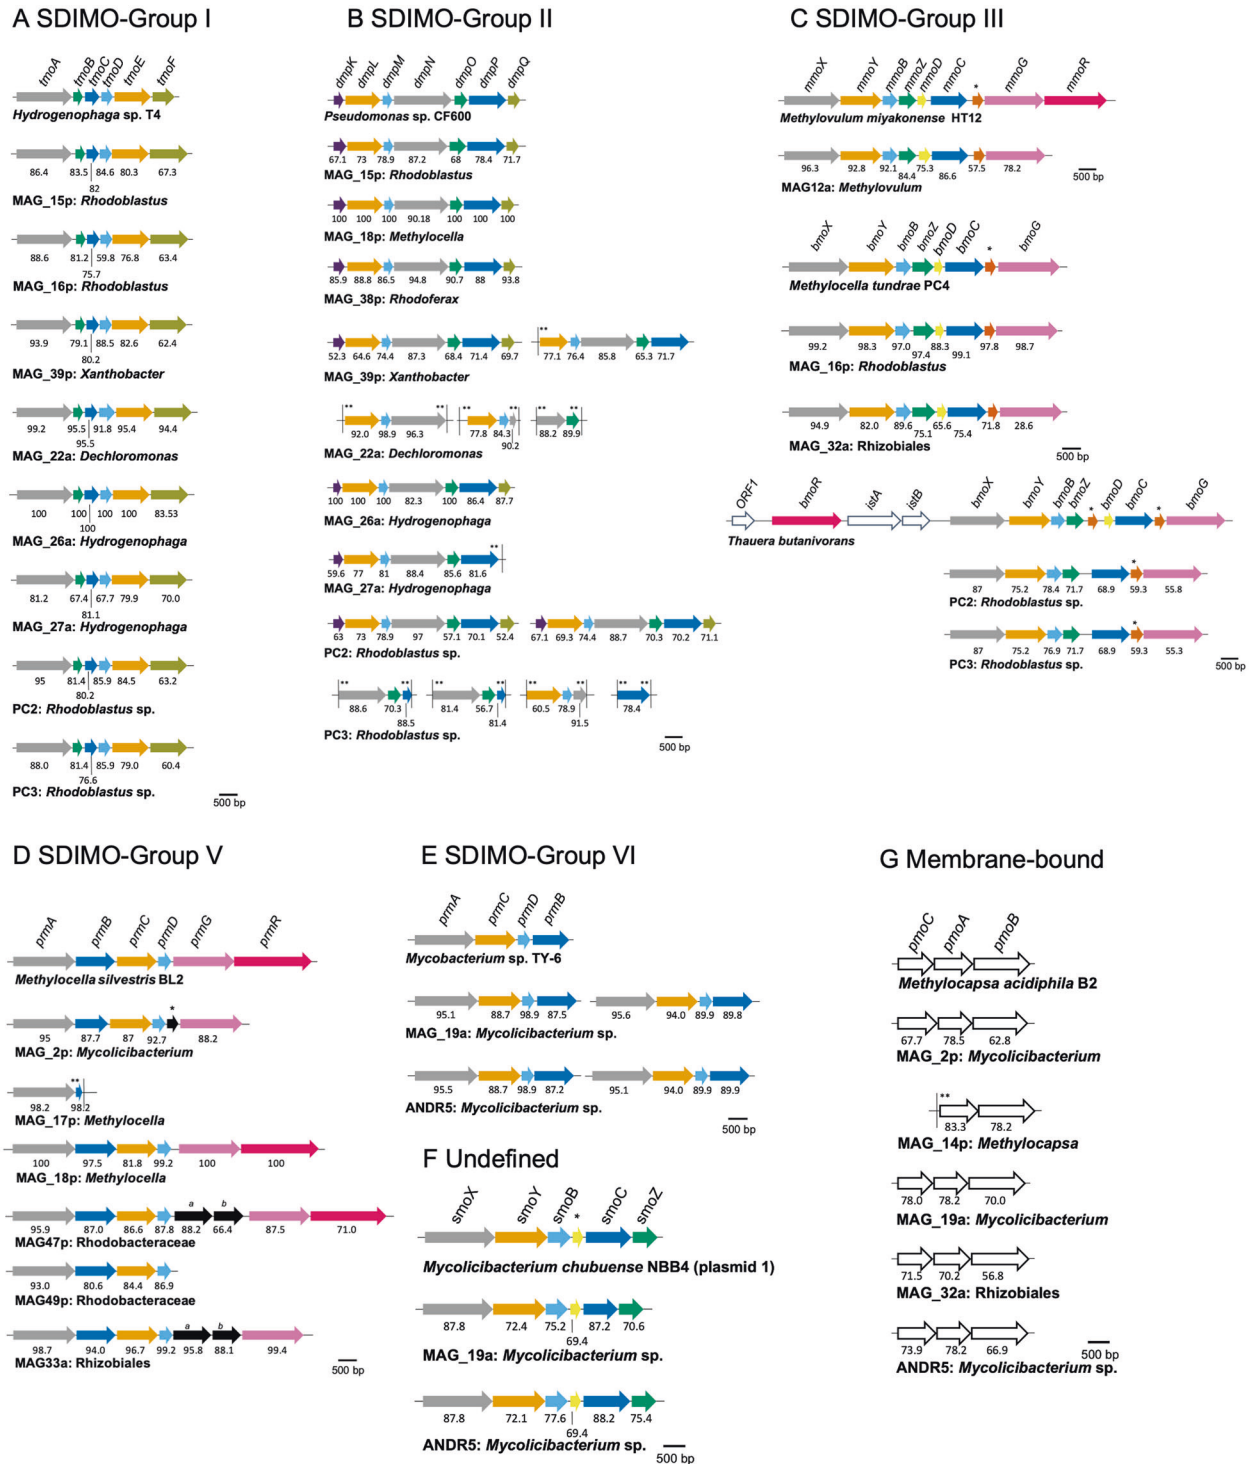 A SDIMO-Group I
tmoA tmoB tmoC tmoD tmoE tmoF
Hydrogenophaga sp. T4
86.4 83.5 84.6 80.3 67.3
82
MAG_15p: Rhodoblastus
88.6 81.2 59.8 76.8 63.4
75.7
MAG_16p: Rhodoblastus
93.9 79.1 88.5 82.6 62.4
80.2
MAG_39p: Xanthobacter
99.2 95.5 91.8 95.4 94.4
95.5
MAG_22a: Dechloromonas
100 100 100 100 83.53
100
MAG_26a: Hydrogenophaga
81.2 67.4 67.7 79.9 70.0
81.1
MAG_27a: Hydrogenophaga
95 81.4 85.9 84.5 63.2
80.2
PC2: Rhodoblastus sp.
88.0 81.4 85.9 79.0 60.4
76.6
PC3: Rhodoblastus sp.
500 bp
B SDIMO-Group II
dmpK dmpL dmpM dmpN dmpO dmpP dmpQ
Pseudomonas sp. CF600
67.1 73 78.9 87.2 68 78.4 71.7
MAG_15p: Rhodoblastus
100 100 100 90.18 100 100 100
MAG_18p: Methylocella
85.9 88.8 86.5 94.8 90.7 88 93.8
MAG_38p: Rhodoferax
**
52.3 64.6 74.4 87.3 68.4 71.4 69.7 77.1 76.4 85.8 65.3 71.7
MAG_39p: Xanthobacter
** ** ** ** ** **
92.0 98.9 96.3 77.8 84.3 88.2 89.9
90.2
MAG_22a: Dechloromonas
100 100 100 82.3 100 86.4 87.7
MAG_26a: Hydrogenophaga
**
59.6 77 81 88.4 85.6 81.6
MAG_27a: Hydrogenophaga
63 73 78.9 97 57.1 70.1 52.4 67.1 69.3 74.4 88.7 70.3 70.2 71.1
PC2: Rhodoblastus sp.
** ** ** ** ** ** ** **
88.6 70.3 81.4 56.7 60.5 78.9 78.4
88.5 81.4 91.5
PC3: Rhodoblastus sp.
500 bp
C SDIMO-Group III
mmoX mmoY mmoB mmoZ mmoD mmoC * mmoG mmoR
Methylovulum miyakonense HT12
96.3 92.8 92.1 84.4 75.3 86.6 57.5 78.2
MAG12a: Methylovulum
500 bp
bmoX bmoY bmoB bmoZ bmoD bmoC * bmoG
Methylocella tundrae PC4
99.2 98.3 97.0 97.4 88.3 99.1 97.8 98.7
MAG_16p: Rhodoblastus
94.9 82.0 89.6 75.1 65.6 75.4 71.8 28.6
MAG_32a: Rhizobiales
500 bp
ORF1 bmoR istA istB bmoX bmoY bmoB bmoZ * bmoD bmoC * bmoG
Thauera butanivorans
*
87 75.2 78.4 71.7 68.9 59.3 55.8
PC2: Rhodoblastus sp.
*
87 75.2 76.9 71.7 68.9 59.3 55.3
PC3: Rhodoblastus sp.
500 bp
D SDIMO-Group V
prmA prmB prmC prmD prmG prmR
Methylocella silvestris BL2
*
95 87.7 87 92.7 88.2
MAG_2p: Mycolicibacterium
**
98.2 98.2
MAG_17p: Methylocella
100 97.5 81.8 99.2 100 100
MAG_18p: Methylocella
a b
95.9 87.0 86.6 87.8 88.2 66.4 87.5 71.0
MAG47p: Rhodobacteraceae
93.0 80.6 84.4 86.9
MAG49p: Rhodobacteraceae
a b
98.7 94.0 96.7 99.2 95.8 88.1 99.4
MAG33a: Rhizobiales
500 bp
E SDIMO-Group VI
prmA prmC prmD prmB
Mycobacterium sp. TY-6
95.1 88.7 98.9 87.5 95.6 94.0 89.9 89.8
MAG_19a: Mycolicibacterium sp.
95.5 88.7 98.9 87.2 95.1 94.0 89.9 89.9
ANDR5: Mycolicibacterium sp.
500 bp
F Undefined
smoX smoY smoB * smoC smoZ
Mycolicibacterium chubuense NBB4 (plasmid 1)
87.8 72.4 75.2 87.2 70.6
69.4
MAG_19a: Mycolicibacterium sp.
87.8 72.1 77.6 88.2 75.4
69.4
ANDR5: Mycolicibacterium sp.
500 bp
G Membrane-bound
pmoC pmoA pmoB
Methylocapsa acidiphila B2
67.7 78.5 62.8
MAG_2p: Mycolicibacterium
**
83.3 78.2
MAG_14p: Methylocapsa
78.0 78.2 70.0
MAG_19a: Mycolicibacterium
71.5 70.2 56.8
MAG_32a: Rhizobiales
73.9 78.2 66.9
500 bp
ANDR5: Mycolicibacterium sp.